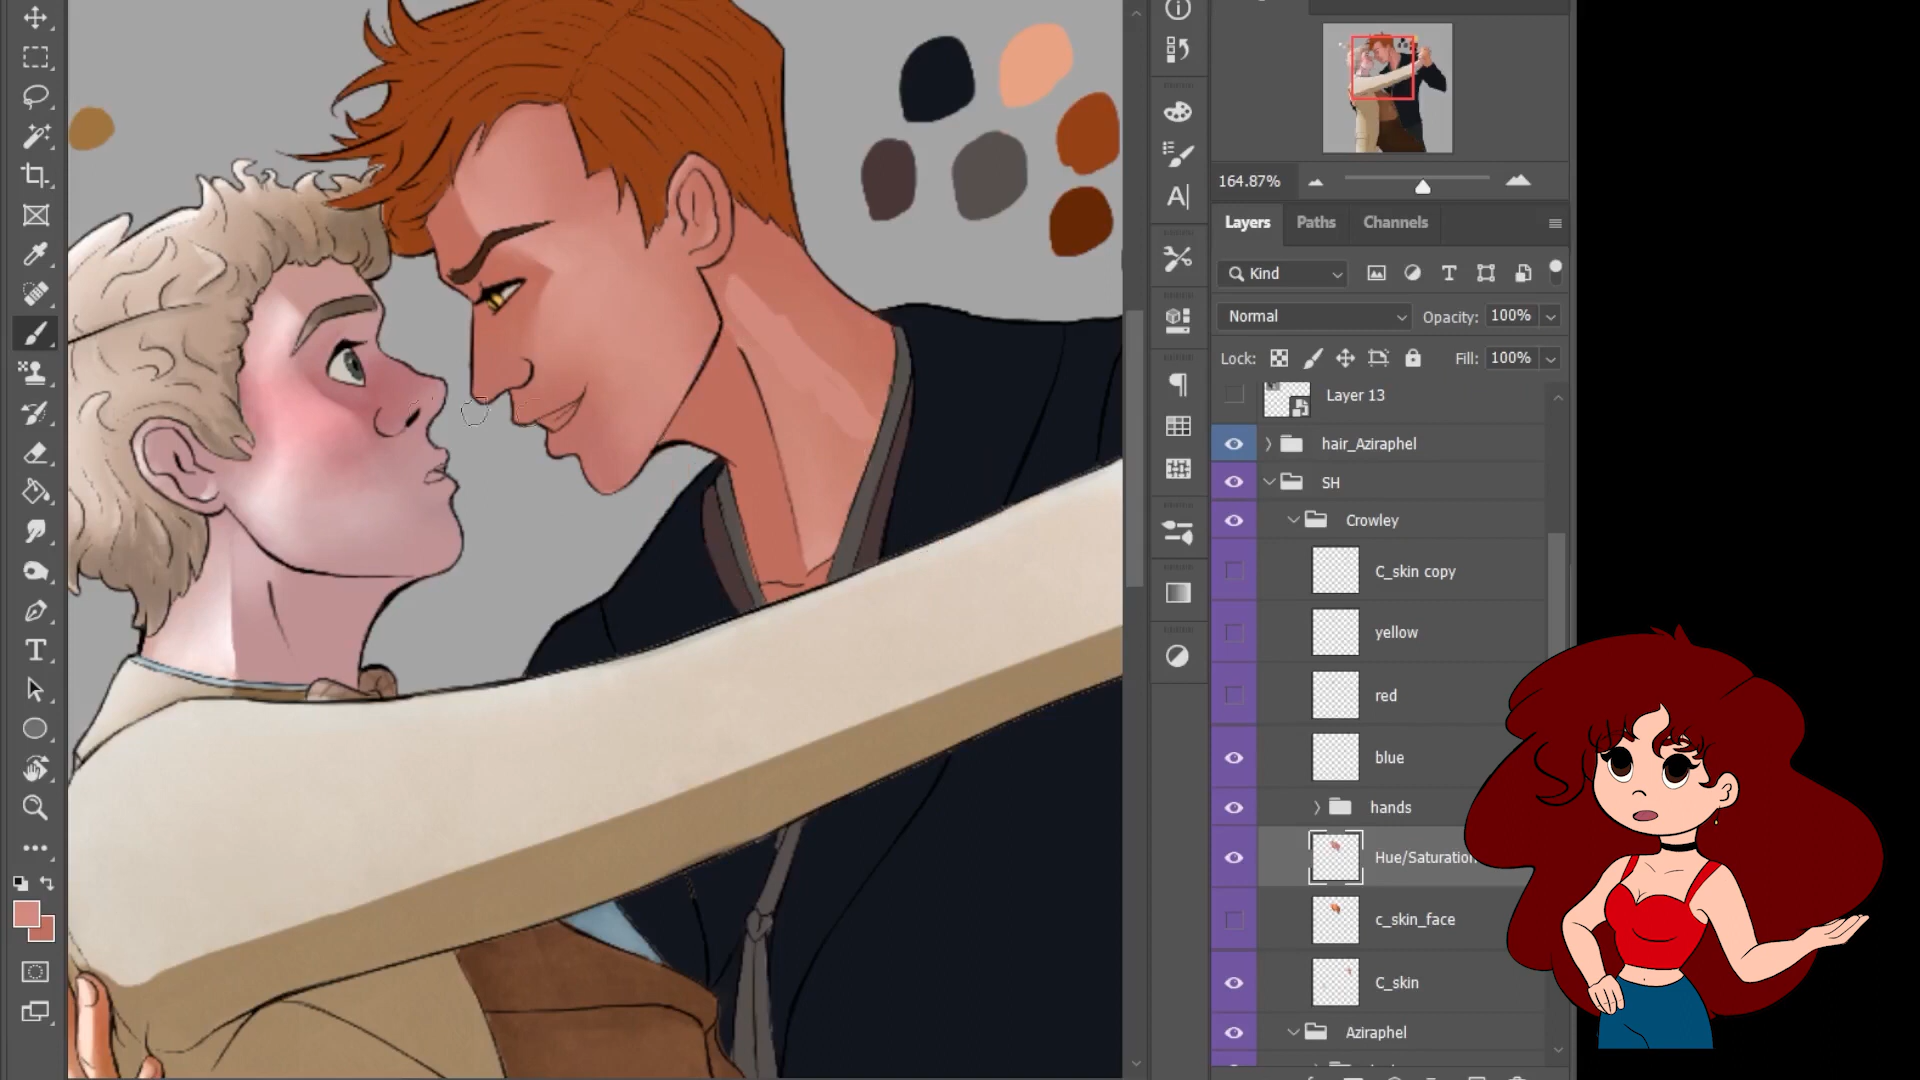 164.87%
Layers Paths Channels
Kind
Normal Opacity: 100%
Lock: Fill: 100%
Layer 13
hair_Aziraphel
SH
Crowley
C_skin copy
yellow
red
blue
hands
Hue/Saturation
c_skin_face
C_skin
Aziraphel